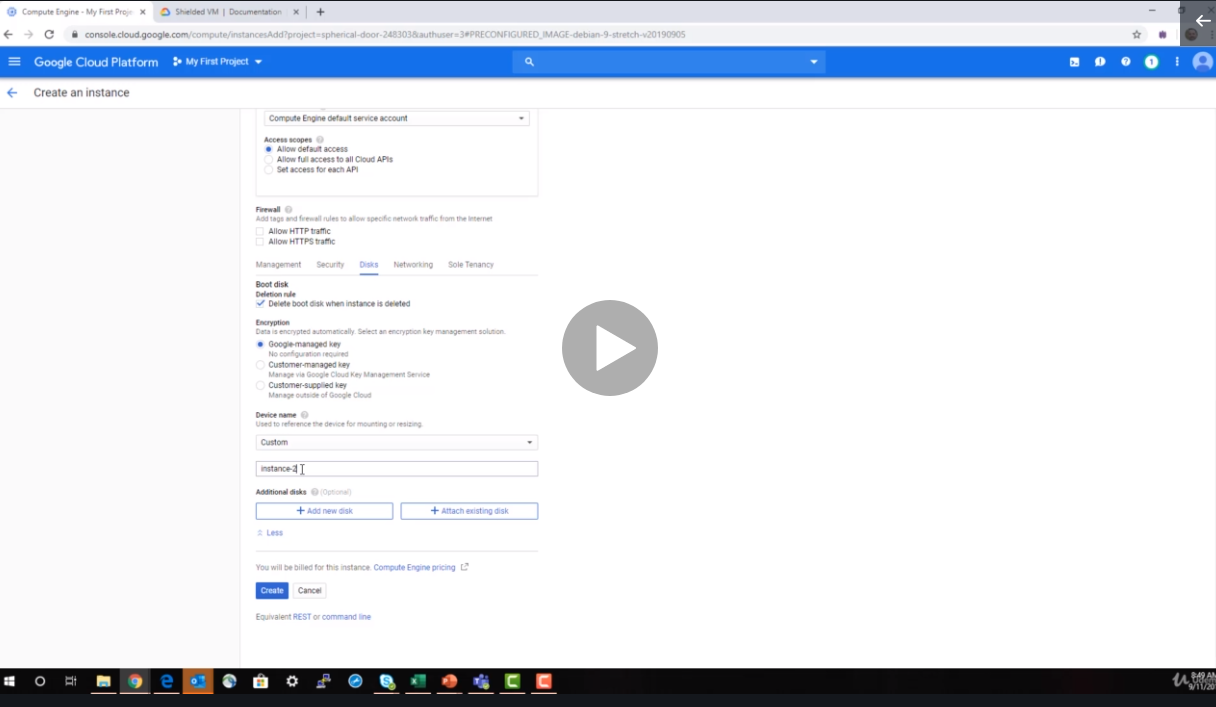 Compute Engine - My First Proje
Shielded VM | Documentation
console.cloud.google.com/compute/instancesAdd?project=spherical-door-248303&authuser=3#PRECONFIGURED_IMAGE-debian-9-stretch-v20190905
Google Cloud Platform My First Project
1
Create an instance
Compute Engine default service account
Access scopes
Allow default access
Allow full access to all Cloud APIs
Set access for each API
Firewall
Add tags and firewall rules to allow specific network traffic from the Internet
Allow HTTP traffic
Allow HTTPS traffic
Management Security Disks Networking Sole Tenancy
Boot disk
Deletion rule
Delete boot disk when instance is deleted
Encryption
Data is encrypted automatically. Select an encryption key management solution.
Google-managed key
No configuration required
Customer-managed key
Manage via Google Cloud Key Management Service
Customer-supplied key
Manage outside of Google Cloud
Device name
Used to reference the device for mounting or resizing.
Custom
instance-2
Additional disks (Optional)
+ Add new disk + Attach existing disk
Less
You will be billed for this instance. Compute Engine pricing
Create Cancel
Equivalent REST or command line
8:49 AM